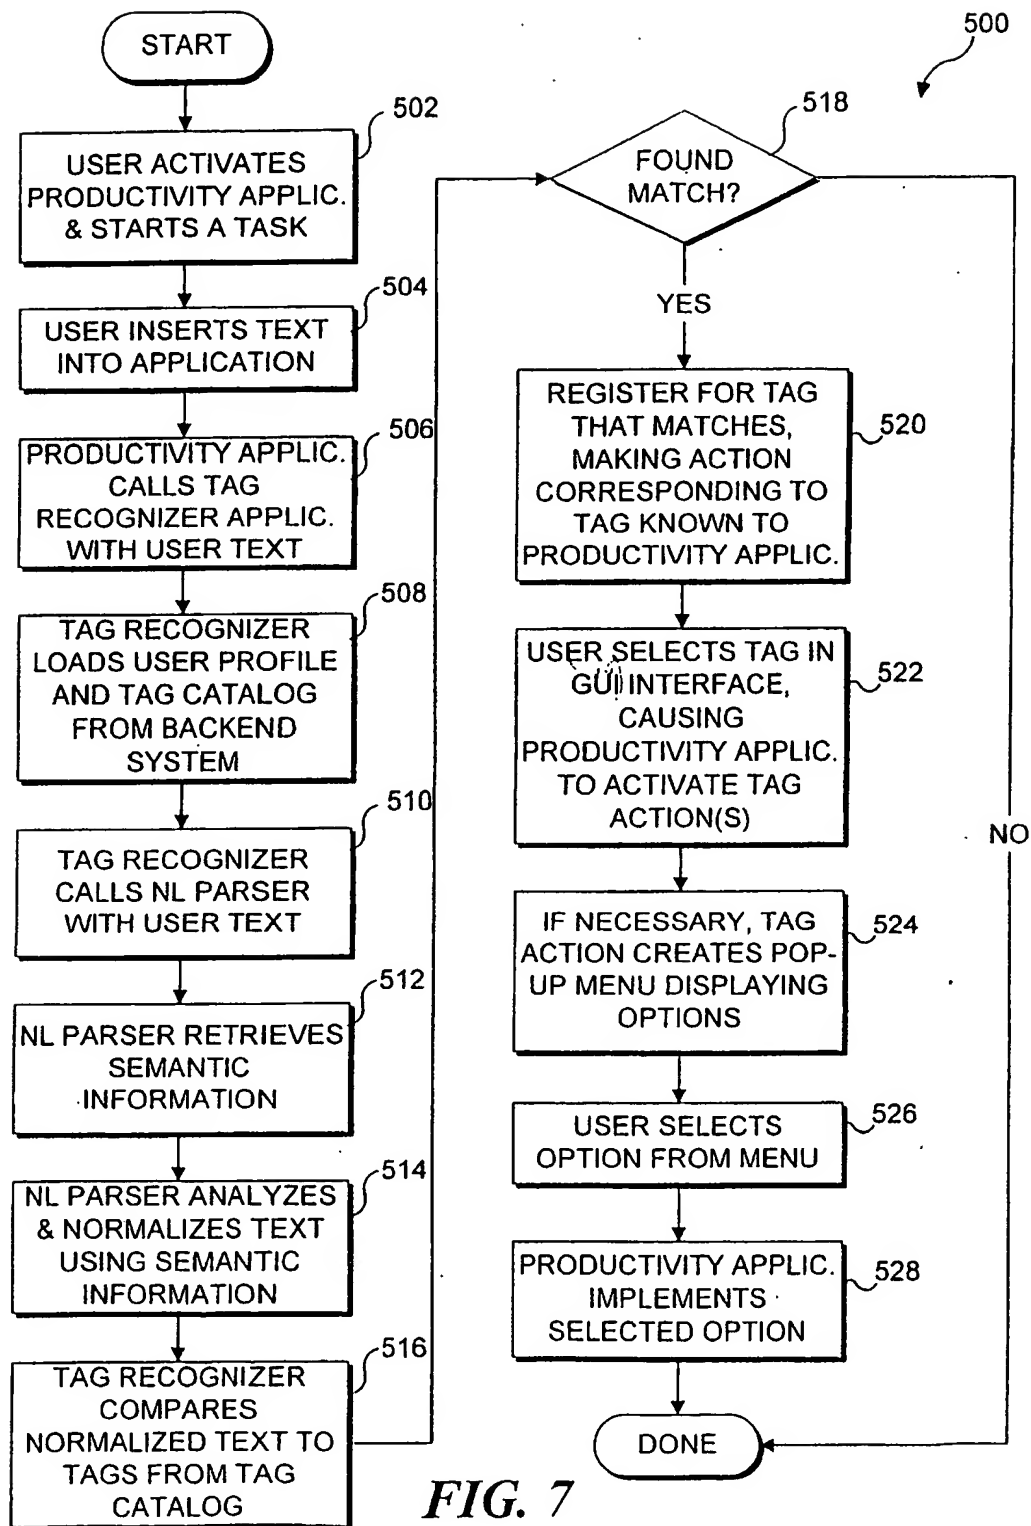 START
502
USER ACTIVATES
PRODUCTIVITY APPLIC.
& STARTS A TASK
504
USER INSERTS TEXT
INTO APPLICATION
506
PRODUCTIVITY APPLIC.
CALLS TAG
RECOGNIZER APPLIC.
WITH USER TEXT
508
TAG RECOGNIZER
LOADS USER PROFILE
AND TAG CATALOG
FROM BACKEND
SYSTEM
510
TAG RECOGNIZER
CALLS NL PARSER
WITH USER TEXT
512
NL PARSER RETRIEVES
SEMANTIC
INFORMATION
514
NL PARSER ANALYZES
& NORMALIZES TEXT
USING SEMANTIC
INFORMATION
516
TAG RECOGNIZER
COMPARES
NORMALIZED TEXT TO
TAGS FROM TAG
CATALOG
500
518
FOUND
MATCH?
YES
NO
REGISTER FOR TAG
THAT MATCHES,
MAKING ACTION
CORRESPONDING TO
TAG KNOWN TO
PRODUCTIVITY APPLIC.
520
USER SELECTS TAG IN
GUI INTERFACE,
CAUSING
PRODUCTIVITY APPLIC.
TO ACTIVATE TAG
ACTION(S)
522
IF NECESSARY, TAG
ACTION CREATES POP-
UP MENU DISPLAYING
OPTIONS
524
USER SELECTS
OPTION FROM MENU
526
PRODUCTIVITY APPLIC.
IMPLEMENTS
SELECTED OPTION
528
DONE
FIG. 7